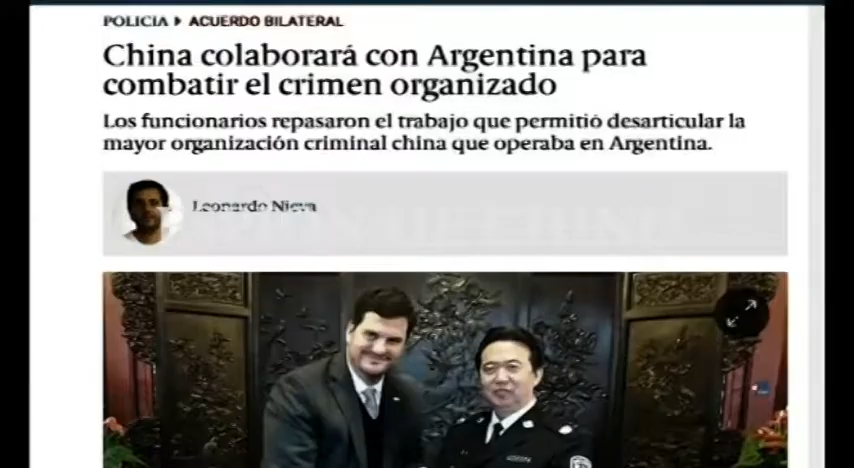 POLICIA ▸ ACUERDO BILATERAL
China colaborará con Argentina para
combatir el crimen organizado
Los funcionarios repasaron el trabajo que permitió desarticular la
mayor organización criminal china que operaba en Argentina.
Leonardo Nieva